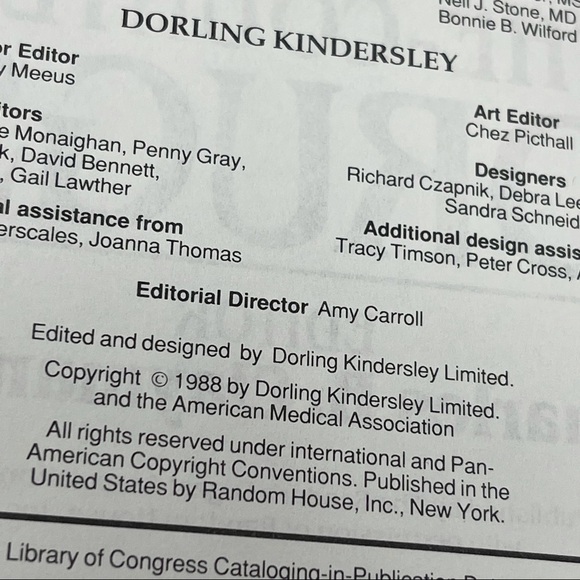 Neil J. Stone, MD
Bonnie B. Wilford
DORLING KINDERSLEY
Editor
Meeus
Monaighan, Penny Gray,
David Bennett,
Gail Lawther
assistance from
Joanna Thomas
Art Editor
Chez Picthall
Designers
Richard Czapnik, Debra Lee
Sandra Schneid
Additional design assis
Tracy Timson, Peter Cross,
Editorial Director Amy Carroll
Edited and designed by Dorling Kindersley Limited.
Copyright © 1988 by Dorling Kindersley Limited.
and the American Medical Association
All rights reserved under international and Pan-
American Copyright Conventions. Published in the
United States by Random House, Inc., New York.
Library of Congress Cataloging-in-Publication